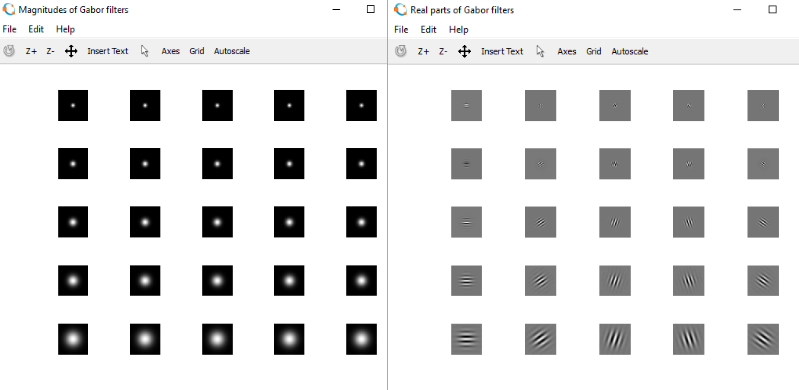 Magnitudes of Gabor filters
File Edit Help
Z+ Z- Insert Text Axes Grid Autoscale
Real parts of Gabor filters
File Edit Help
Z+ Z- Insert Text Axes Grid Autoscale